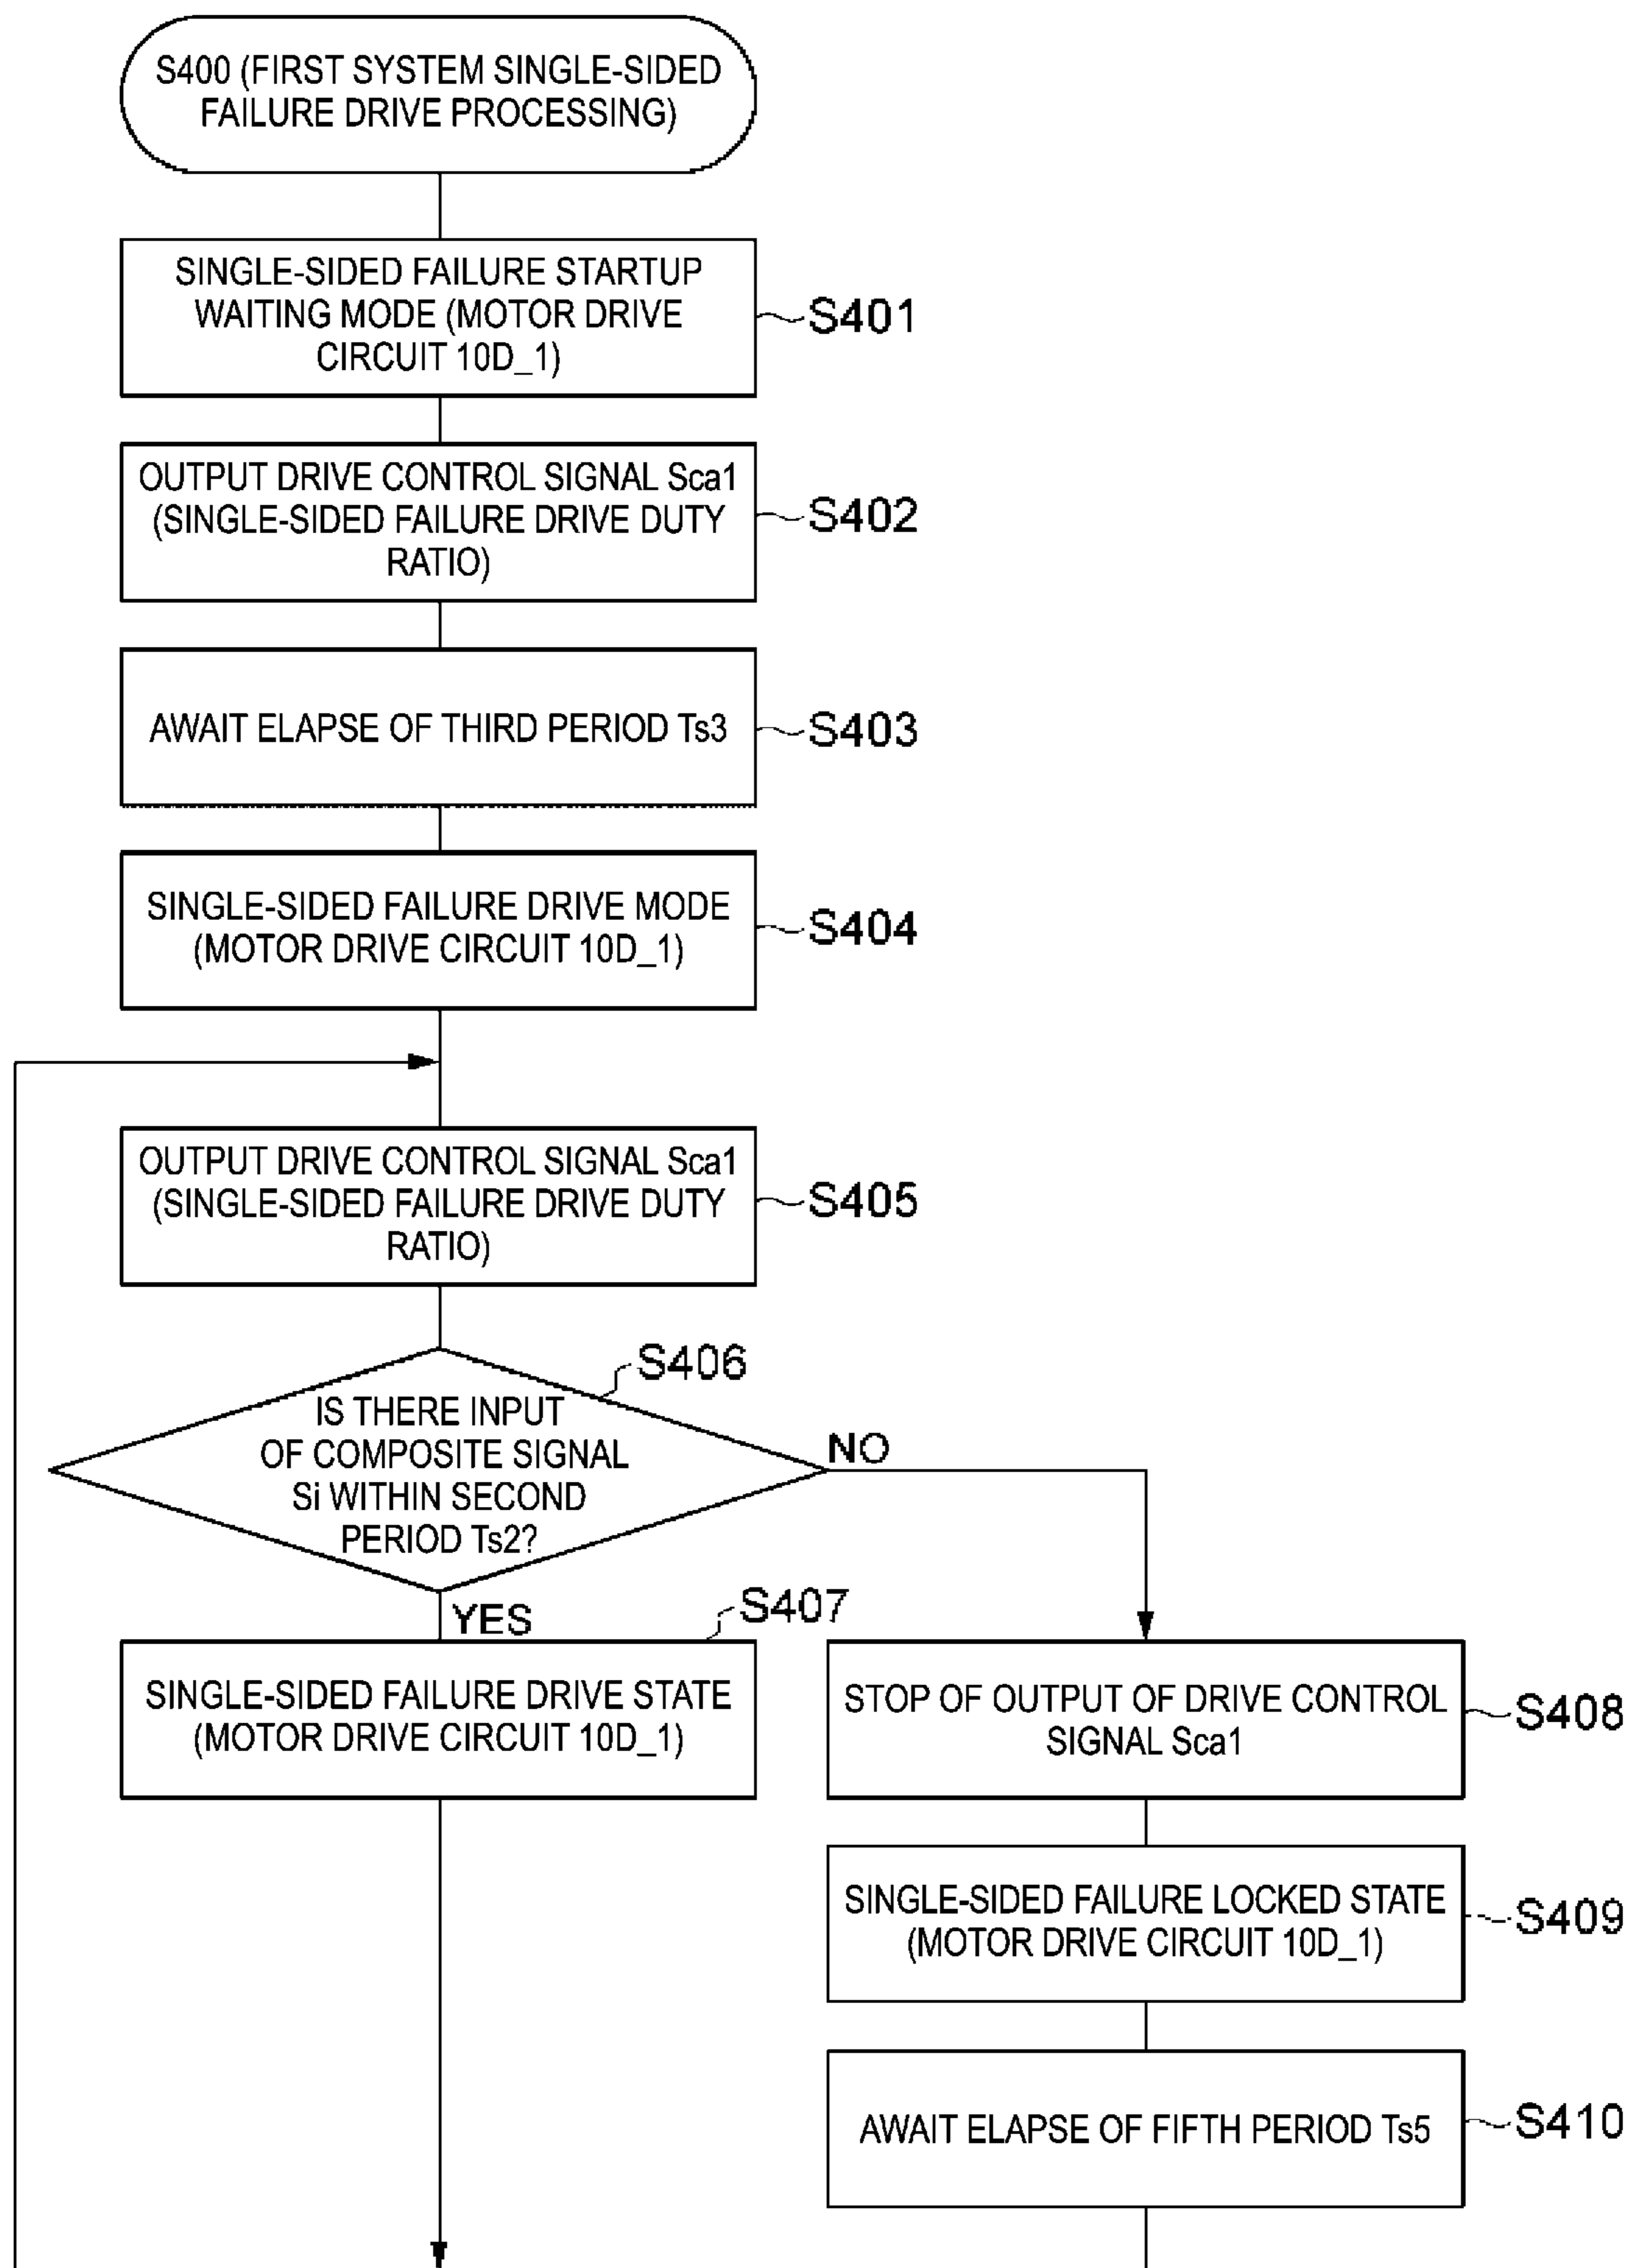 S400 (FIRST SYSTEM SINGLE-SIDED
FAILURE DRIVE PROCESSING)
SINGLE-SIDED FAILURE STARTUP
WAITING MODE (MOTOR DRIVE
CIRCUIT 10D_1)
S401
OUTPUT DRIVE CONTROL SIGNAL Sca1
(SINGLE-SIDED FAILURE DRIVE DUTY
RATIO)
S402
AWAIT ELAPSE OF THIRD PERIOD Ts3
S403
SINGLE-SIDED FAILURE DRIVE MODE
(MOTOR DRIVE CIRCUIT 10D_1)
S404
OUTPUT DRIVE CONTROL SIGNAL Sca1
(SINGLE-SIDED FAILURE DRIVE DUTY
RATIO)
S405
S406
IS THERE INPUT
OF COMPOSITE SIGNAL
Si WITHIN SECOND
PERIOD Ts2?
NO
YES
S407
SINGLE-SIDED FAILURE DRIVE STATE
(MOTOR DRIVE CIRCUIT 10D_1)
STOP OF OUTPUT OF DRIVE CONTROL
SIGNAL Sca1
S408
SINGLE-SIDED FAILURE LOCKED STATE
(MOTOR DRIVE CIRCUIT 10D_1)
S409
AWAIT ELAPSE OF FIFTH PERIOD Ts5
S410